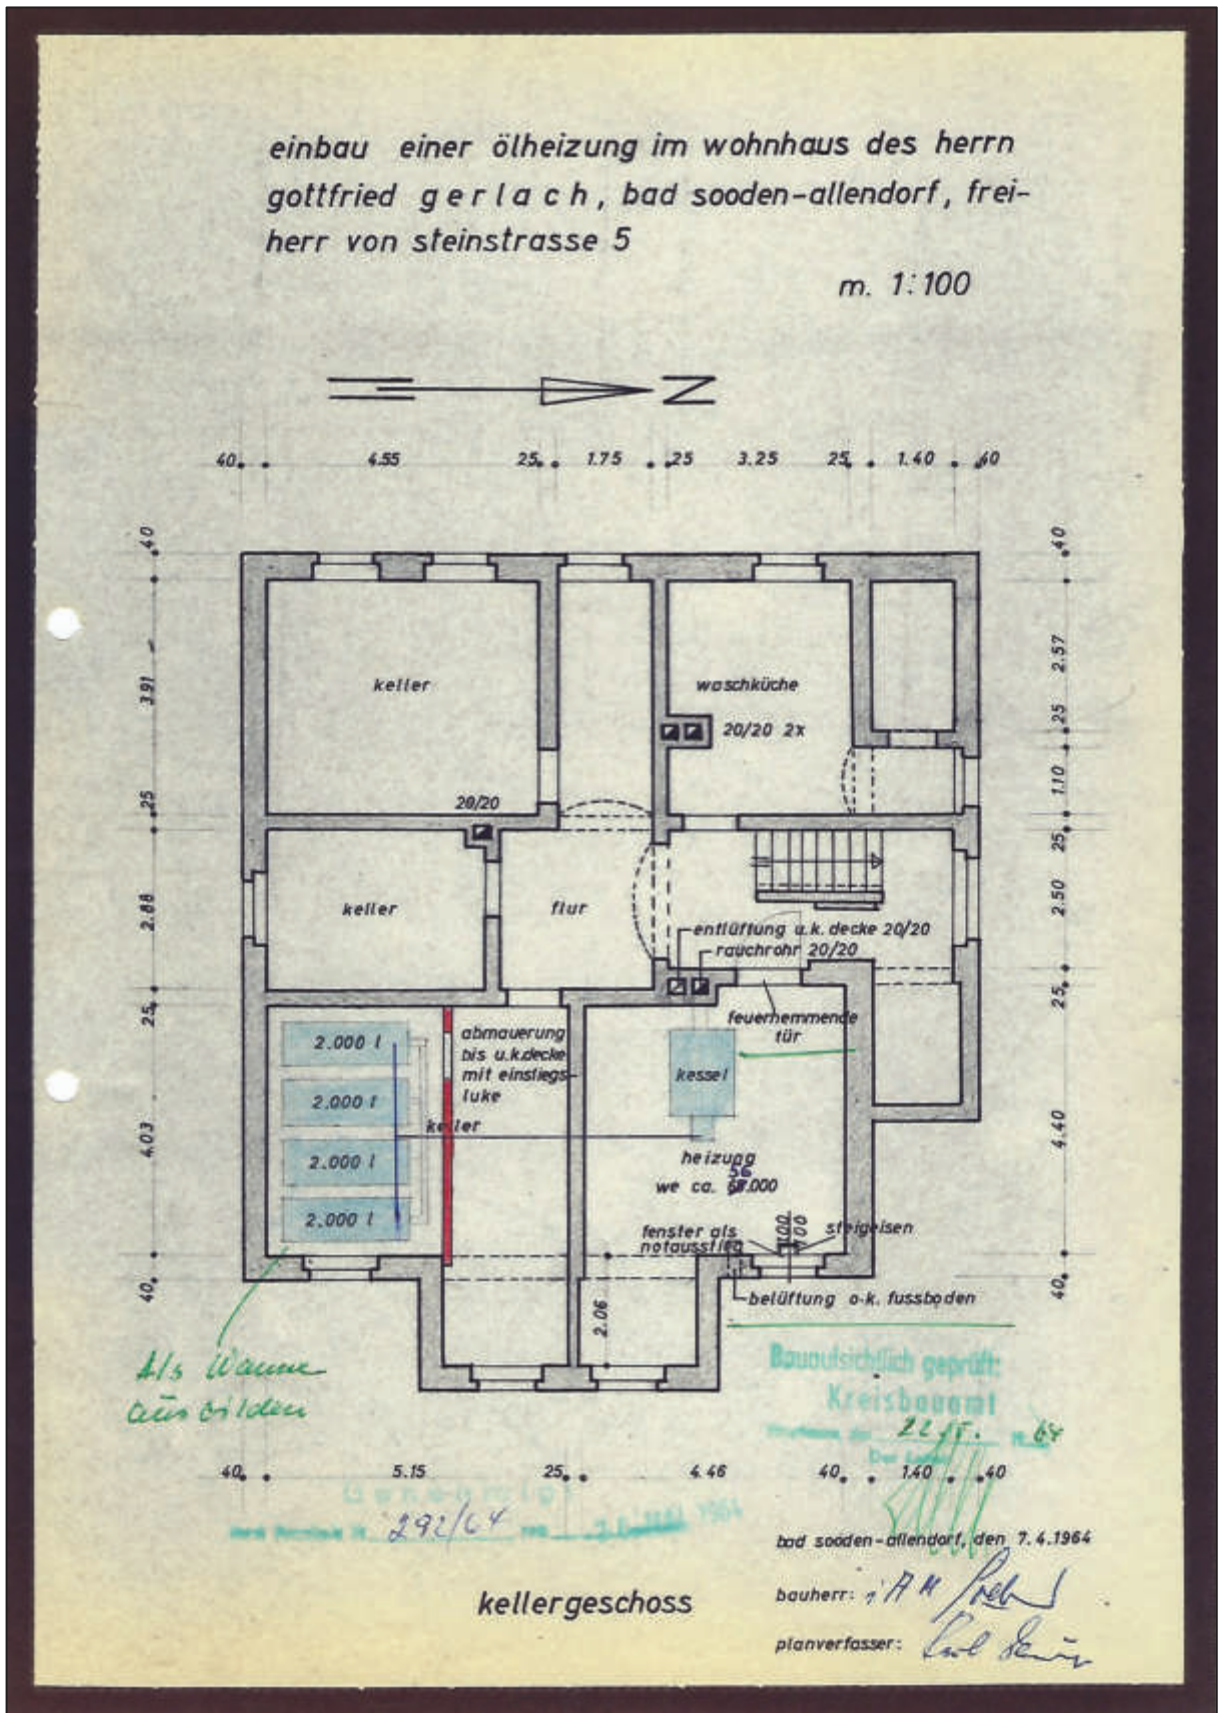 einbau einer ölheizung im wohnhaus des herrn
gottfried gerlach, bad sooden-allendorf, frei-
herr von steinstrasse 5
m. 1:100
N
40 4.55 25 1.75 25 3.25 25 1.40 40
40
3.91
25
2.88
25
4.03
40
40
2.57
25
1.10
25
2.50
25
4.40
40
keller
waschküche
20/20 2x
20/20
keller
flur
entlüftung u.k. decke 20/20
rauchrohr 20/20
feuerhemmende
tür
2.000 l
2.000 l
2.000 l
2.000 l
abmauerung
bis u.k.decke
mit einstiegs-
luke
keller
kessel
heizung
56
we ca. .000
fenster als
notausstieg
100
100
steigeisen
belüftung o.k. fussboden
2.06
Als Wanne
ausbilden
Bauaufsichtlich geprüft:
Kreisbauamt
64
40 5.15 25 4.46 40 1.40 40
Genehmigt
292/64
1964
bad sooden-allendorf, den 7.4.1964
bauherr:
planverfasser:
kellergeschoss